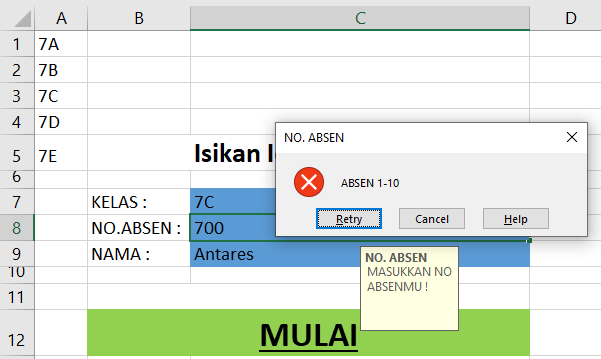 A B C D
1 7A
2 7B
3 7C
4 7D
5 7E Isikan I
6
NO. ABSEN
ABSEN 1-10
Retry Cancel Help
7 KELAS : 7C
8 NO.ABSEN : 700
9 NAMA : Antares
10
NO. ABSEN
MASUKKAN NO
ABSENMU !
11
12 MULAI